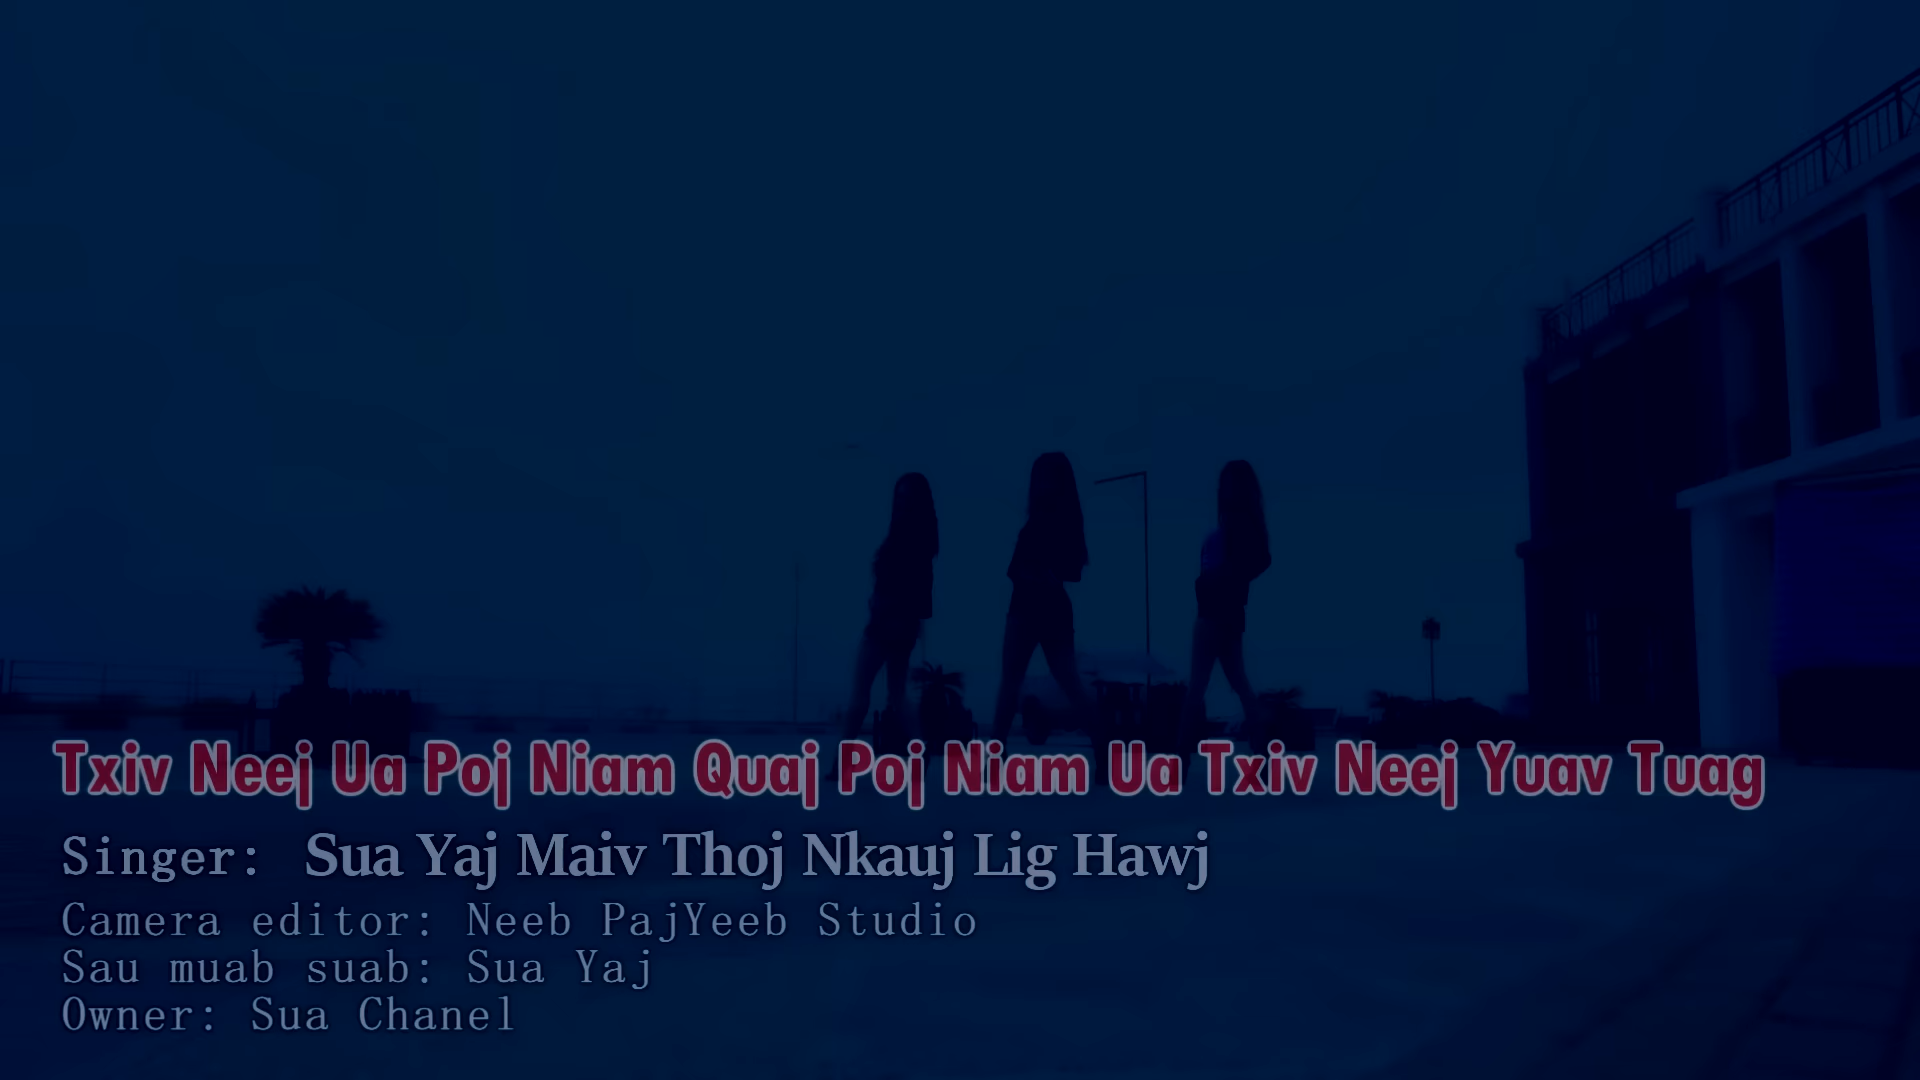 Txiv Neej Ua Poj Niam Quaj Poj Niam Ua Txiv Neej Yuav Tuag
Singer: Sua Yaj Maiv Thoj Nkauj Lig Hawj
Camera editor: Neeb PajYeeb Studio
Sau muab suab: Sua Yaj
Owner: Sua Chanel